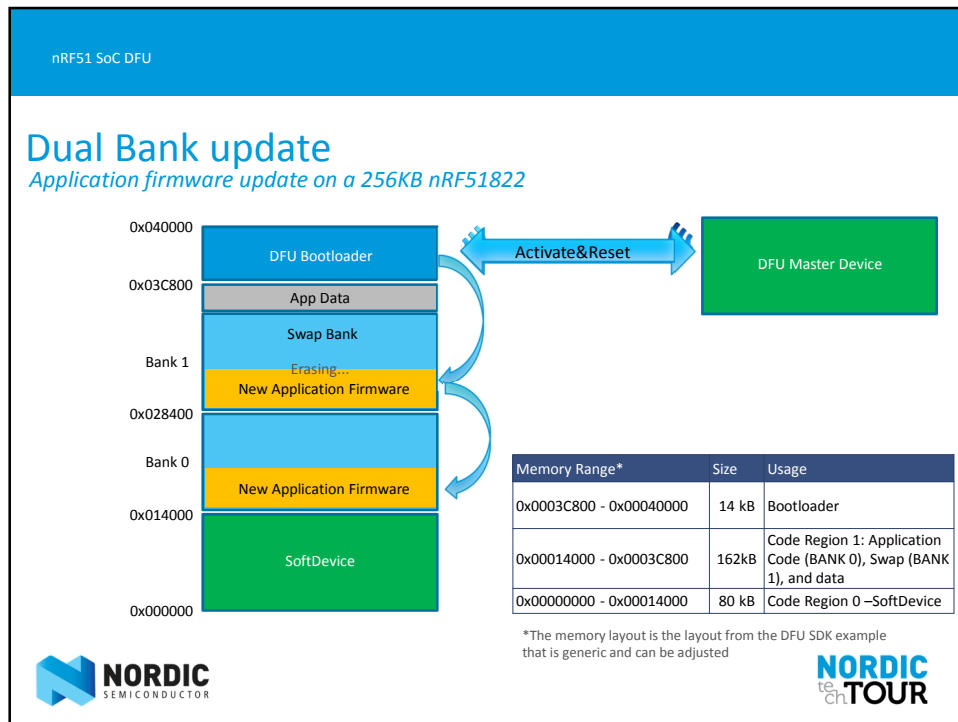 nRF51 SoC DFU
Dual Bank update
Application firmware update on a 256KB nRF51822
0x040000
DFU Bootloader
Activate&Reset
DFU Master Device
0x03C800
App Data
Swap Bank
Bank 1
Erasing...
New Application Firmware
0x028400
Bank 0
New Application Firmware
0x014000
SoftDevice
0x000000
Memory Range* Size Usage
0x0003C800 - 0x00040000 14 kB Bootloader
0x00014000 - 0x0003C800 162kB Code Region 1: Application
Code (BANK 0), Swap (BANK
1), and data
0x00000000 - 0x00014000 80 kB Code Region 0 –SoftDevice
*The memory layout is the layout from the DFU SDK example
that is generic and can be adjusted
NORDIC
SEMICONDUCTOR
NORDIC
tech TOUR